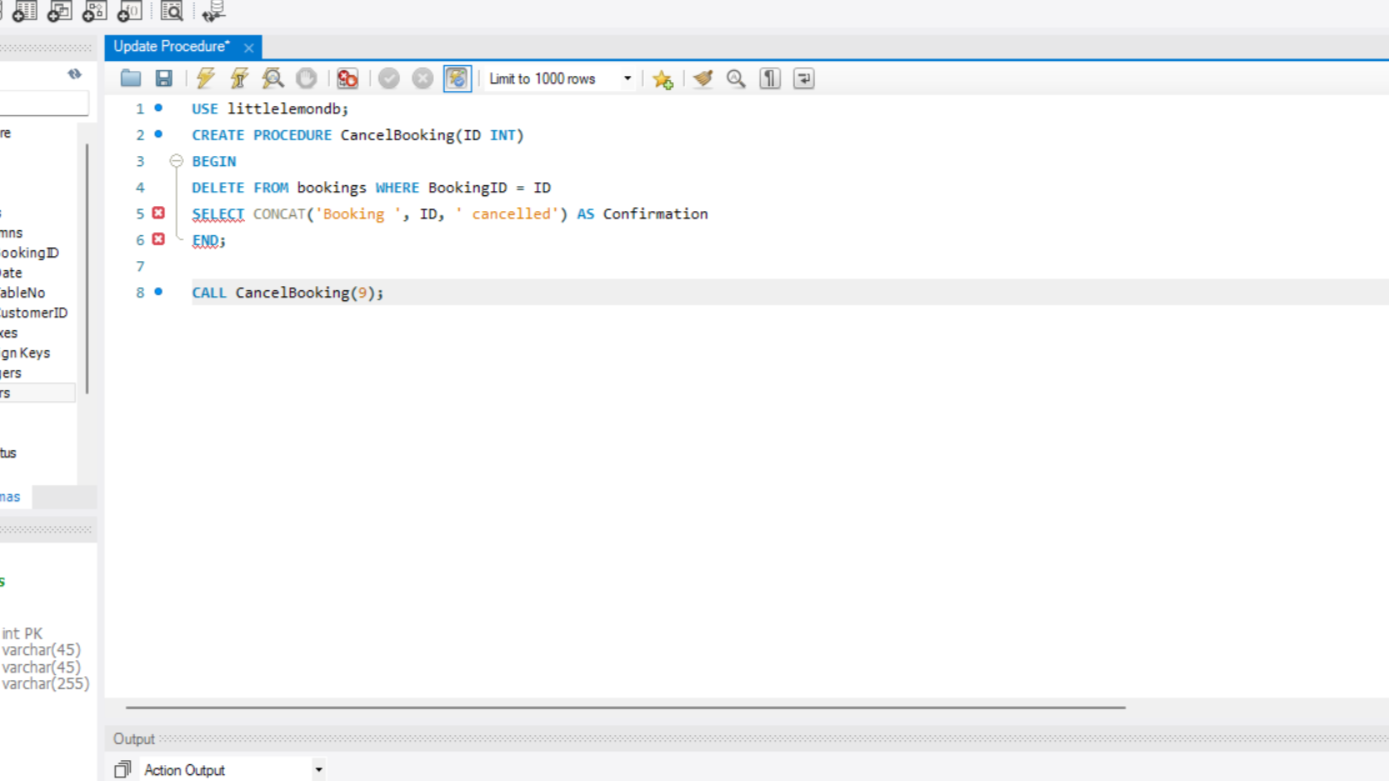 Update Procedure*
Limit to 1000 rows
1 USE littlelemondb;
2 CREATE PROCEDURE CancelBooking(ID INT)
3 BEGIN
4 DELETE FROM bookings WHERE BookingID = ID
5 SELECT CONCAT('Booking ', ID, ' cancelled') AS Confirmation
6 END;
7
8 CALL CancelBooking(9);
re
s
mns
ookingID
ate
ableNo
ustomerID
xes
gn Keys
gers
rs
tus
mas
s
int PK
varchar(45)
varchar(45)
varchar(255)
Output
Action Output